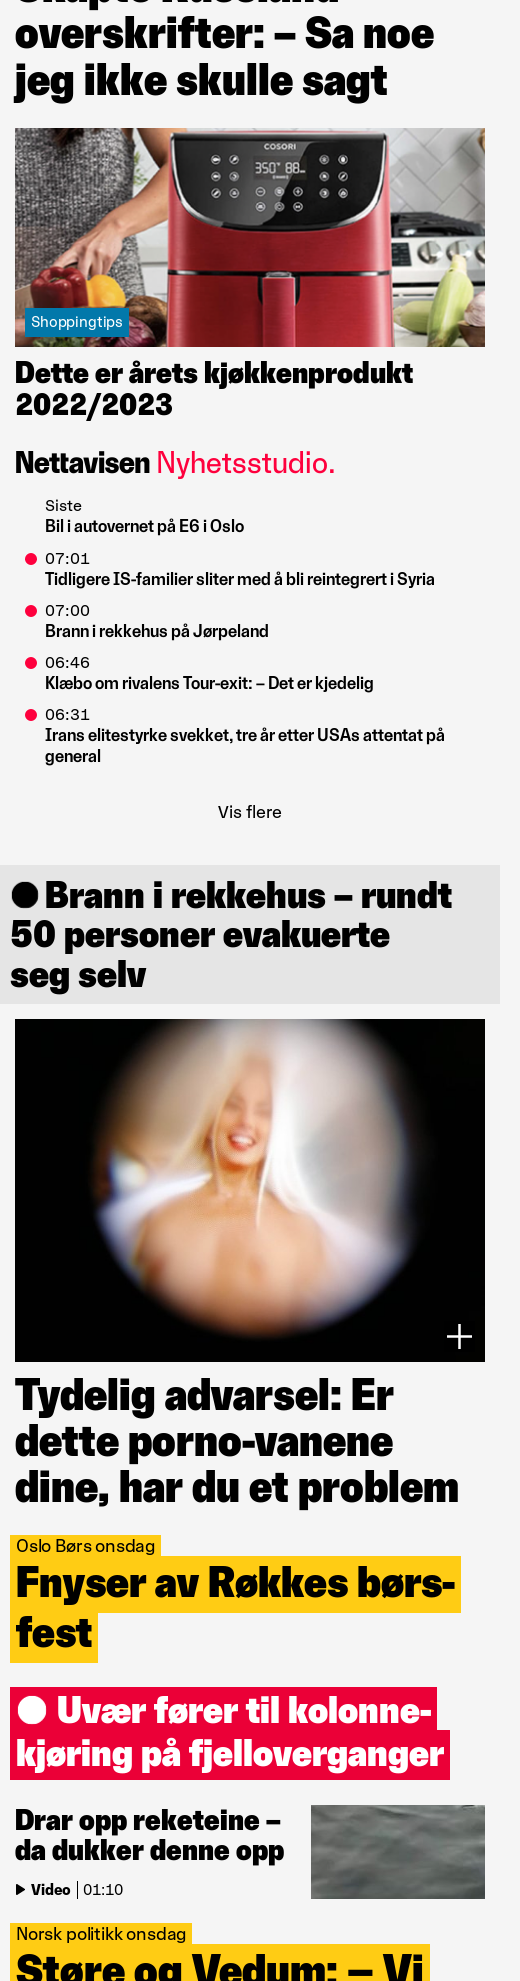 overskrifter: – Sa noe
jeg ikke skulle sagt
COSORI
350° 88
Shoppingtips
Dette er årets kjøkkenprodukt
2022/2023
Nettavisen Nyhetsstudio.
Siste
Bil i autovernet på E6 i Oslo
07:01
Tidligere IS-familier sliter med å bli reintegrert i Syria
07:00
Brann i rekkehus på Jørpeland
06:46
Klæbo om rivalens Tour-exit: – Det er kjedelig
06:31
Irans elitestyrke svekket, tre år etter USAs attentat på
general
Vis flere
Brann i rekkehus – rundt
50 personer evakuerte
seg selv
Tydelig advarsel: Er
dette porno-vanene
dine, har du et problem
Oslo Børs onsdag
Fnyser av Røkkes børs-
fest
Uvær fører til kolonne-
kjøring på fjelloverganger
Drar opp reketeine –
da dukker denne opp
Video 01:10
Norsk politikk onsdag
Støre og Vedum: – Vi